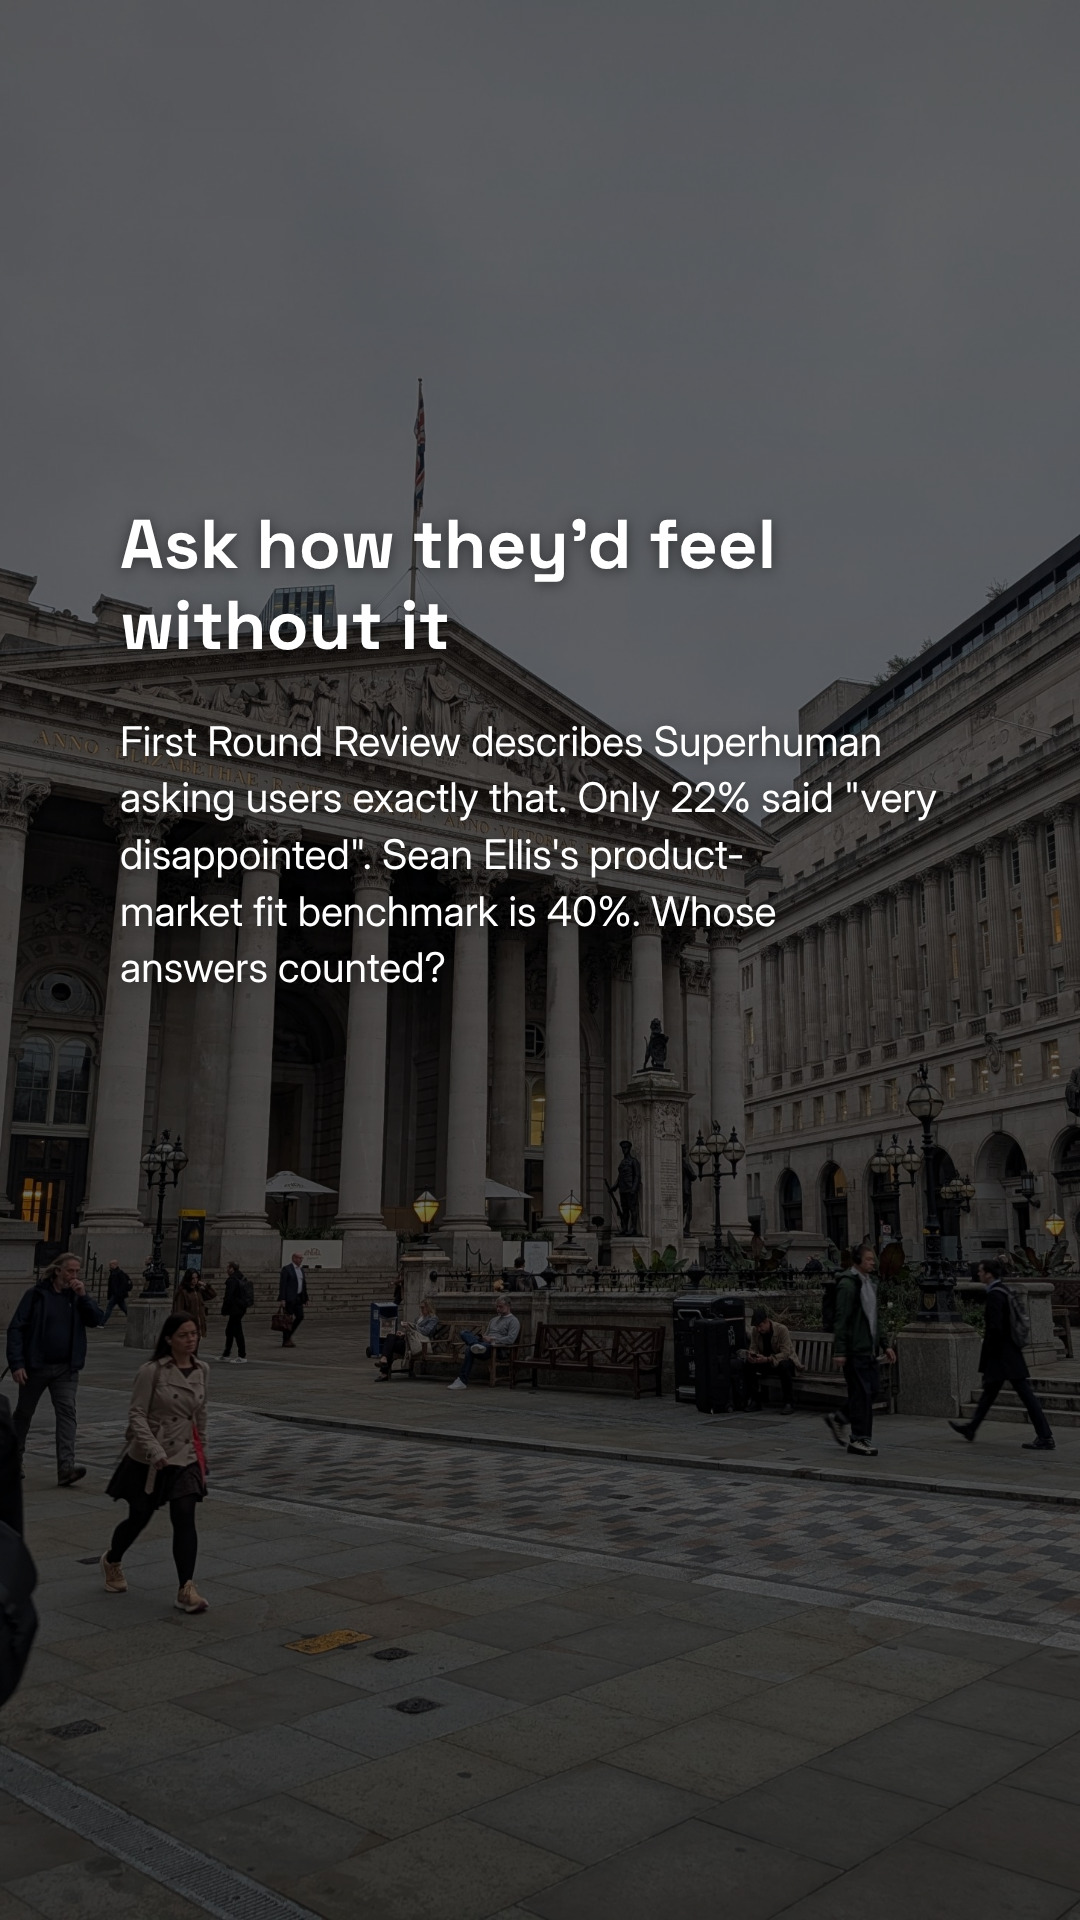 Ask how they’d feel
without it
First Round Review describes Superhuman
asking users exactly that. Only 22% said "very
disappointed". Sean Ellis's product-
market fit benchmark is 40%. Whose
answers counted?